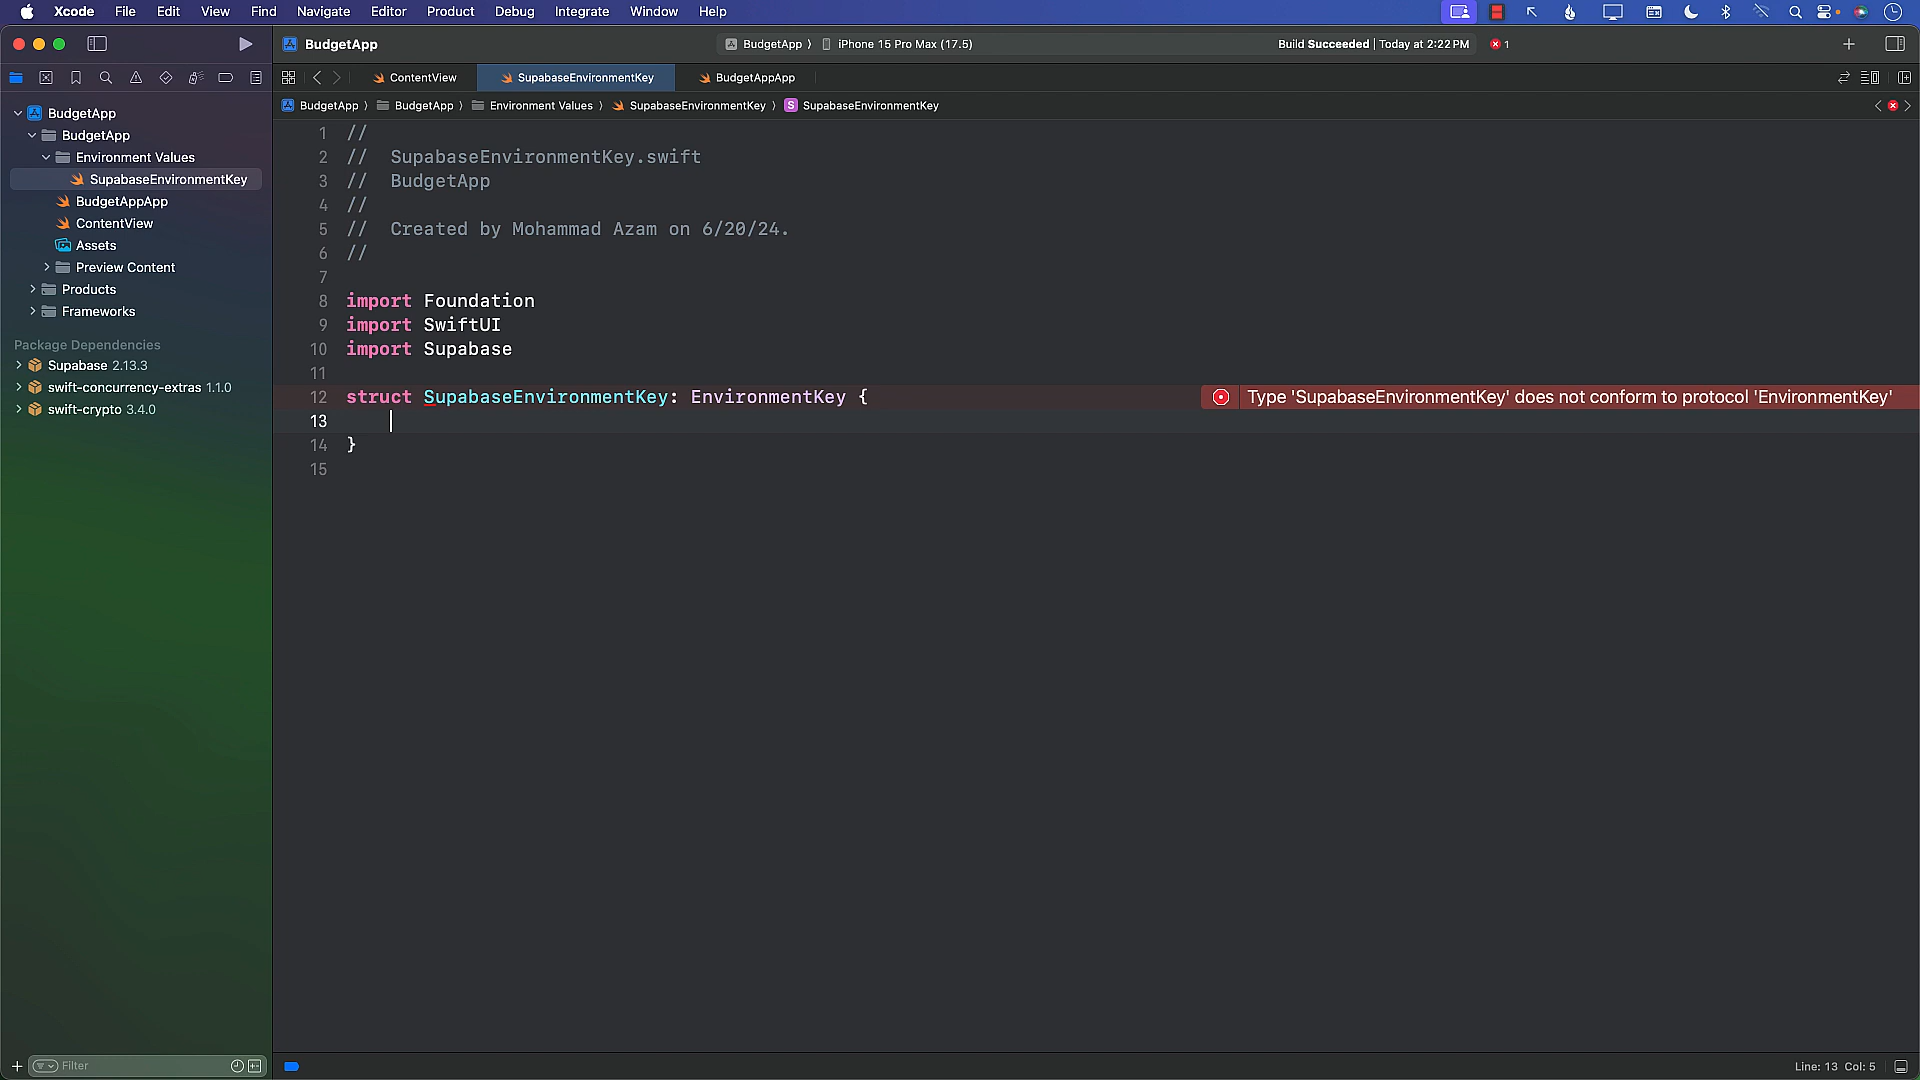 Xcode File Edit View Find Navigate Editor Product Debug Integrate Window Help
BudgetApp
BudgetApp
iPhone 15 Pro Max (17.5)
Build Succeeded | Today at 2:22 PM
1
ContentView
SupabaseEnvironmentKey
BudgetAppApp
BudgetApp
BudgetApp
Environment Values
SupabaseEnvironmentKey
SupabaseEnvironmentKey
BudgetApp
BudgetApp
Environment Values
SupabaseEnvironmentKey
BudgetAppApp
ContentView
Assets
Preview Content
Products
Frameworks
Package Dependencies
Supabase 2.13.3
swift-concurrency-extras 1.1.0
swift-crypto 3.4.0
1 //
2 // SupabaseEnvironmentKey.swift
3 // BudgetApp
4 //
5 // Created by Mohammad Azam on 6/20/24.
6 //
7
8 import Foundation
9 import SwiftUI
10 import Supabase
11
12 struct SupabaseEnvironmentKey: EnvironmentKey {
Type 'SupabaseEnvironmentKey' does not conform to protocol 'EnvironmentKey'
13
14 }
15
Filter
Line: 13 Col: 5